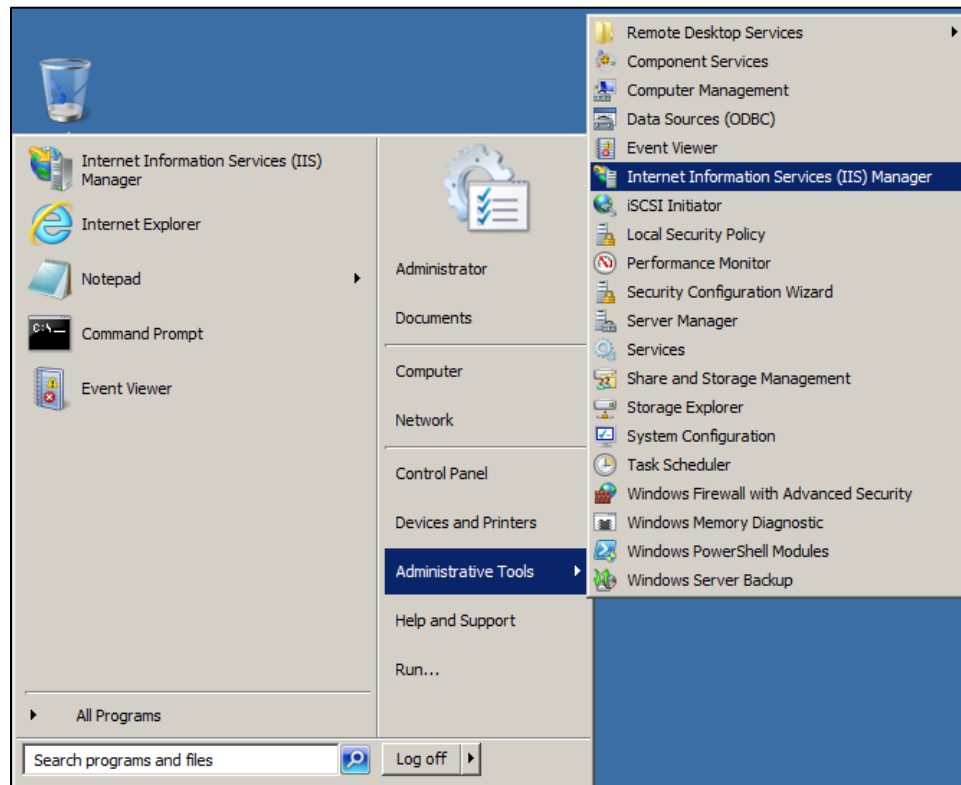 Internet Information Services (IIS)
Manager
Internet Explorer
Notepad
C:\
Command Prompt
Event Viewer
All Programs
Search programs and files
Administrator
Documents
Computer
Network
Control Panel
Devices and Printers
Administrative Tools
Help and Support
Run...
Log off
Remote Desktop Services
Component Services
Computer Management
Data Sources (ODBC)
Event Viewer
Internet Information Services (IIS) Manager
iSCSI Initiator
Local Security Policy
Performance Monitor
Security Configuration Wizard
Server Manager
Services
Share and Storage Management
Storage Explorer
System Configuration
Task Scheduler
Windows Firewall with Advanced Security
Windows Memory Diagnostic
Windows PowerShell Modules
Windows Server Backup